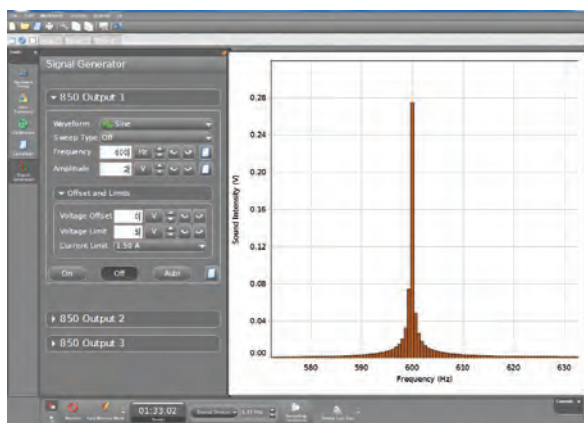 Signal Generator
850 Output 1
Waveform Sine
Sweep Type Off
Frequency 600 Hz
Amplitude 2 V
Offset and Limits
Voltage Offset 0 V
Voltage Limit 5 V
Current Limit 1.50 A
On Off Auto
850 Output 2
850 Output 3
0.28
0.24
0.20
0.16
0.12
0.08
0.04
0.00
Sound Intensity (V)
580 590 600 610 620 630
Frequency (Hz)
01:33.02